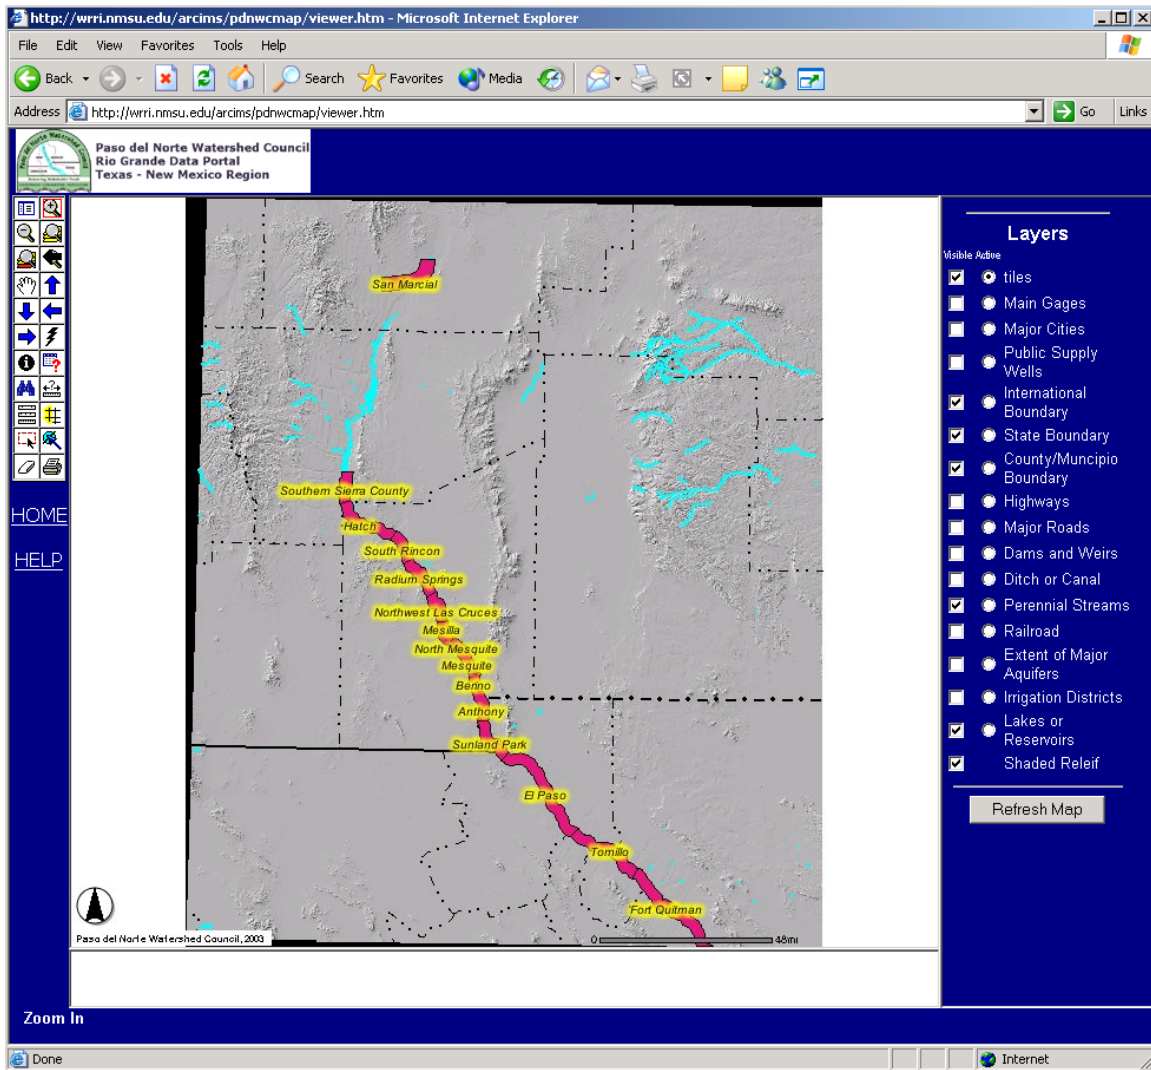 http://wrri.nmsu.edu/arcims/pdnwcmap/viewer.htm - Microsoft Internet Explorer
File Edit View Favorites Tools Help
Back Search Favorites Media
Address http://wrri.nmsu.edu/arcims/pdnwcmap/viewer.htm Go Links
Paso del Norte Watershed Council
Rio Grande Data Portal
Texas - New Mexico Region
HOME
HELP
San Marcial
Southern Sierra County
Hatch
South Rincon
Radium Springs
Northwest Las Cruces
Mesilla
North Mesquite
Mesquite
Berino
Anthony
Sunland Park
El Paso
Tornillo
Fort Quitman
Paso del Norte Watershed Council, 2003
0 48mi
Layers
Visible Active
tiles
Main Gages
Major Cities
Public Supply
Wells
International
Boundary
State Boundary
County/Muncipio
Boundary
Highways
Major Roads
Dams and Weirs
Ditch or Canal
Perennial Streams
Railroad
Extent of Major
Aquifers
Irrigation Districts
Lakes or
Reservoirs
Shaded Releif
Refresh Map
Zoom In
Done Internet